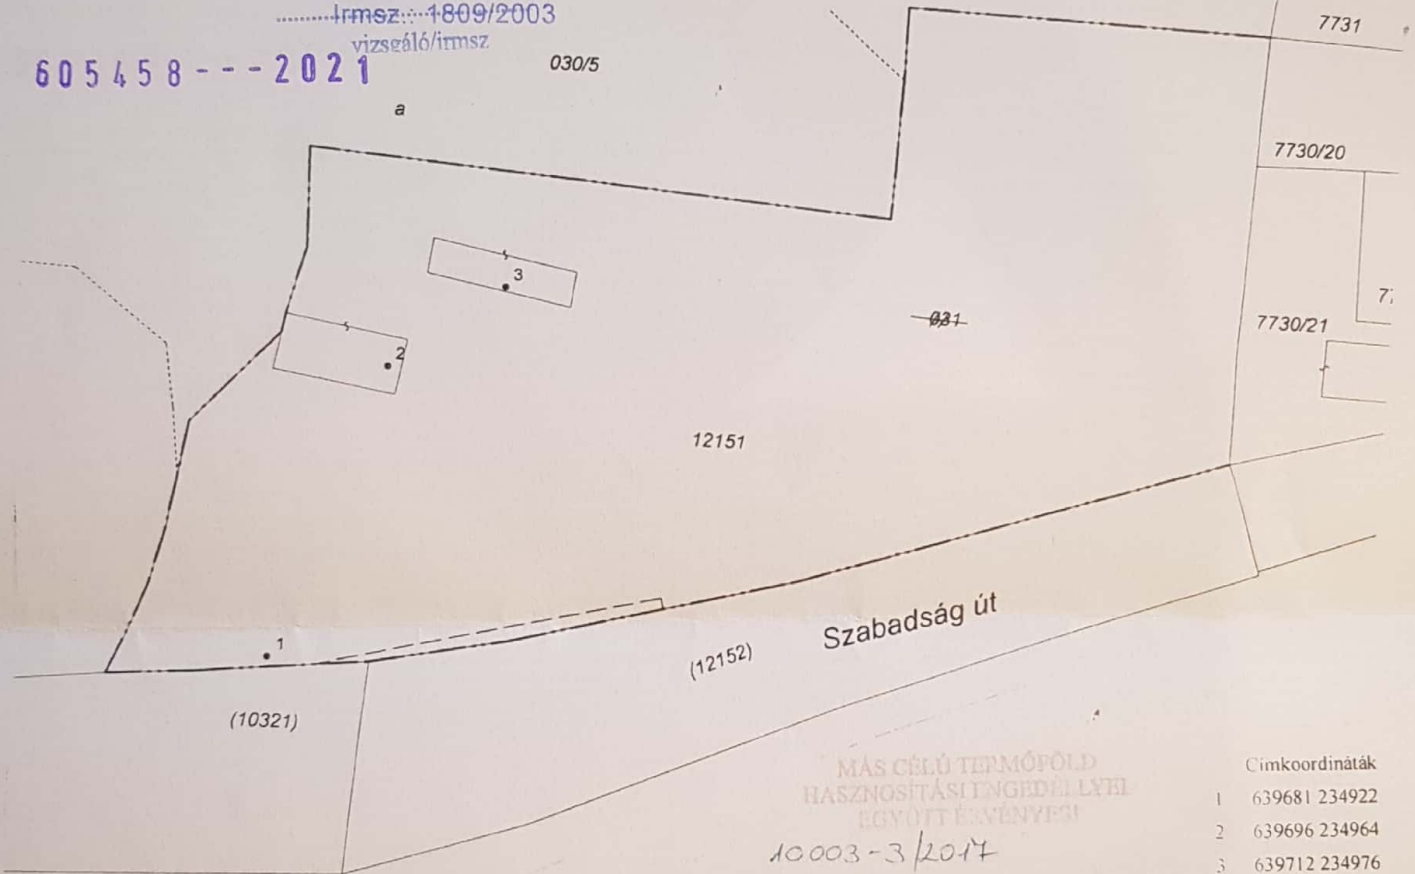 Irmsz.: 1809/2003
vizsgáló/irmsz
605458---2021
030/5
a
7731
7730/20
3
031
2
7730/21
12151
1
Szabadság út
(12152)
(10321)
MÁS CÉLÚ TERMŐFÖLD
HASZNOSÍTÁSI ENGEDÉLLYEL
EGYÜTT ÉRVÉNYES!
10003-3/2017
Címkoordináták
1 639681 234922
2 639696 234964
3 639712 234976